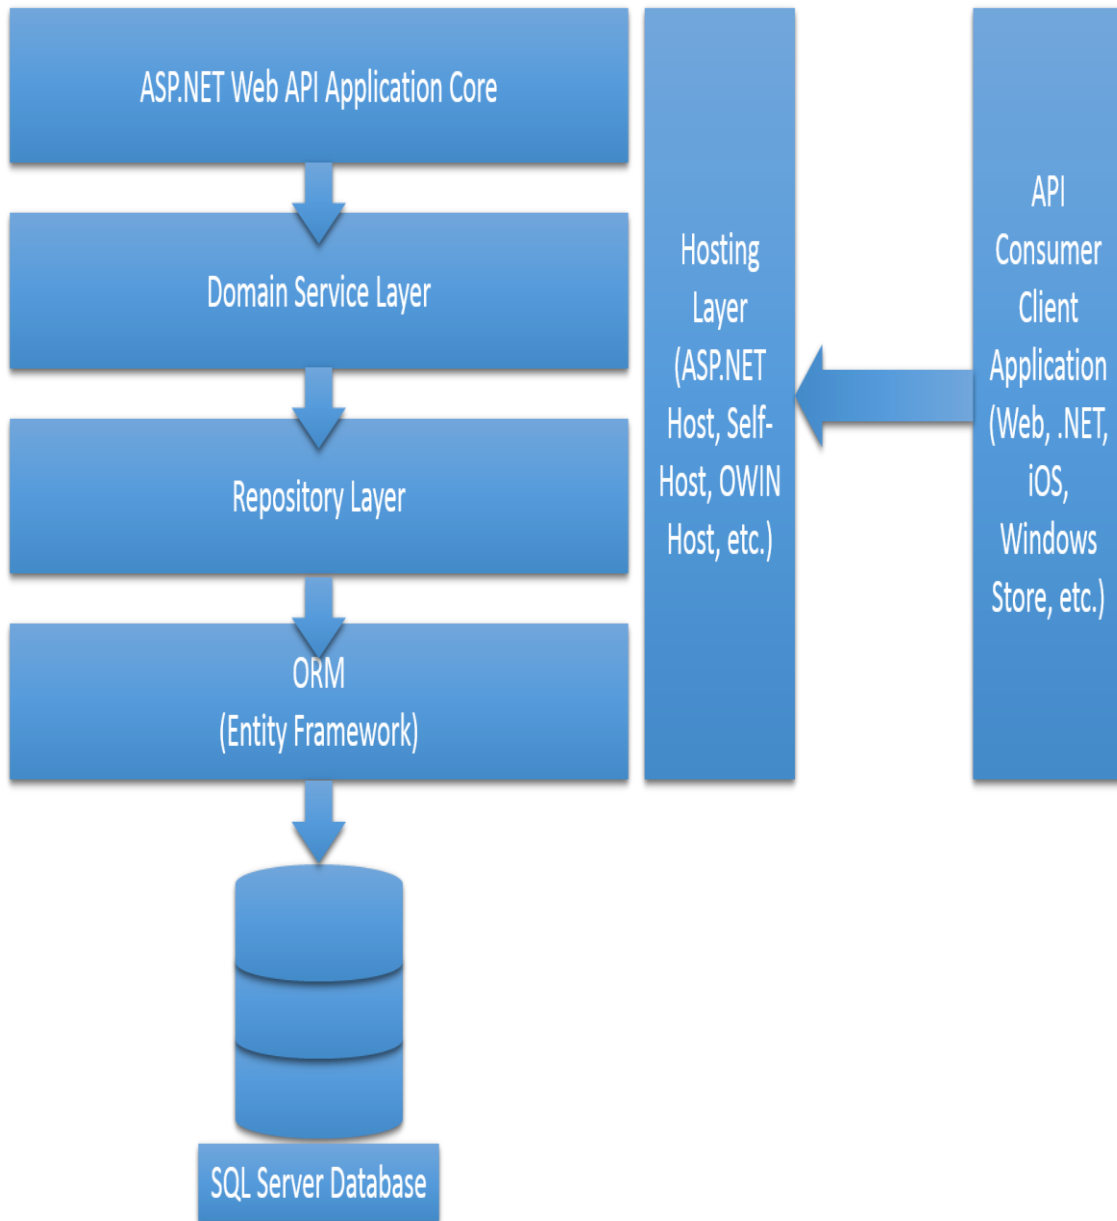 ASP.NET Web API Application Core
Domain Service Layer
Repository Layer
ORM
(Entity Framework)
SQL Server Database
Hosting
Layer
(ASP.NET
Host, Self-
Host, OWIN
Host, etc.)
API
Consumer
Client
Application
(Web, .NET,
iOS,
Windows
Store, etc.)